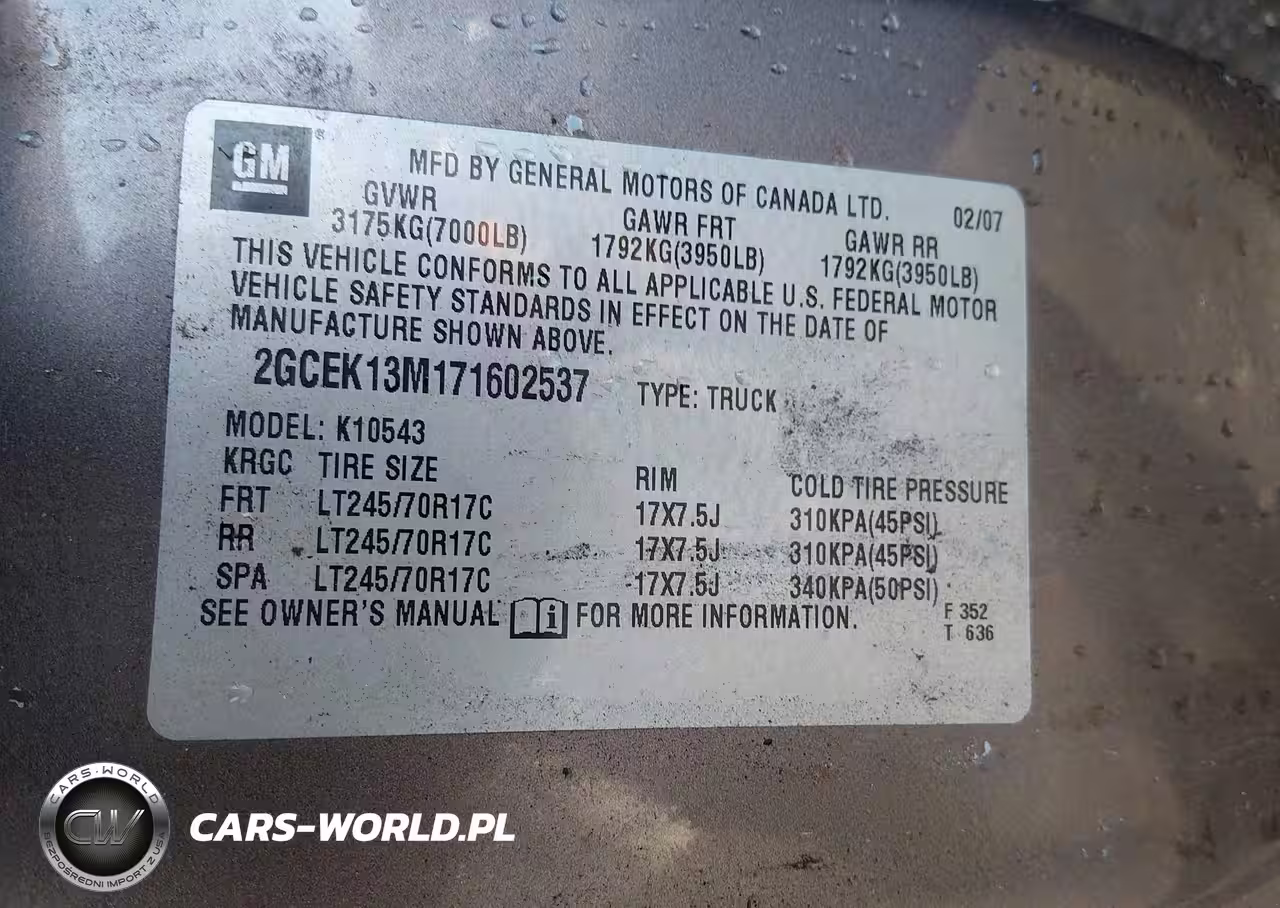 GM ®
MFD BY GENERAL MOTORS OF CANADA LTD.
02/07
GVWR GAWR FRT GAWR RR
3175KG(7000LB) 1792KG(3950LB) 1792KG(3950LB)
THIS VEHICLE CONFORMS TO ALL APPLICABLE U.S. FEDERAL MOTOR
VEHICLE SAFETY STANDARDS IN EFFECT ON THE DATE OF
MANUFACTURE SHOWN ABOVE.
2GCEK13M171602537 TYPE: TRUCK
MODEL: K10543
KRGC TIRE SIZE RIM COLD TIRE PRESSURE
FRT LT245/70R17C 17X7.5J 310KPA(45PSI)
RR LT245/70R17C 17X7.5J 310KPA(45PSI)
SPA LT245/70R17C 17X7.5J 340KPA(50PSI)
SEE OWNER'S MANUAL i FOR MORE INFORMATION.
F 352
T 636
CARS-WORLD
CW
BEZPOŚREDNI IMPORT Z USA
CARS-WORLD.PL